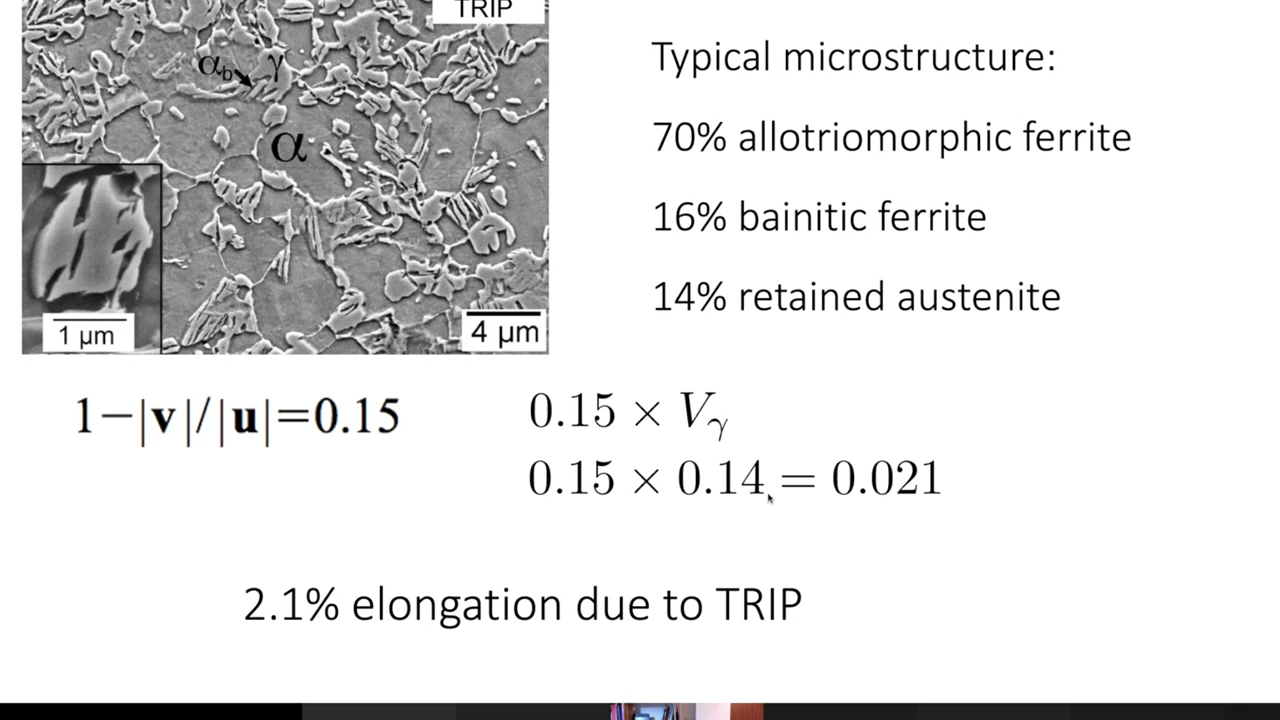 TRIP
α_b γ
α
1 μm
4 μm
Typical microstructure:
70% allotriomorphic ferrite
16% bainitic ferrite
14% retained austenite
1−|v|/|u|=0.15
0.15 × V_γ
0.15 × 0.14 = 0.021
2.1% elongation due to TRIP